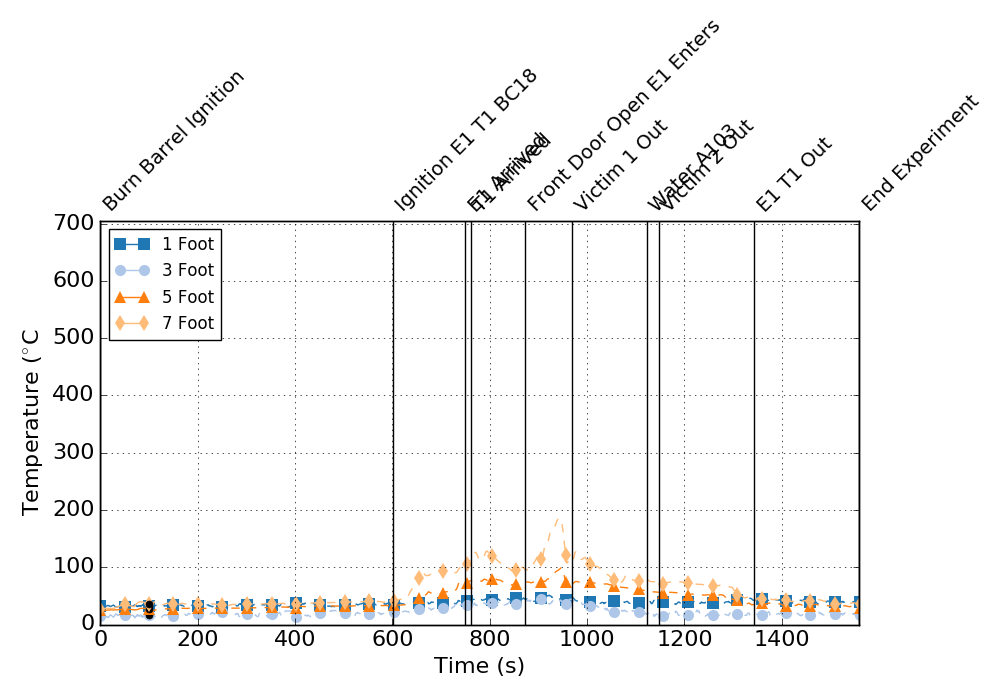 Burn Barrel Ignition
Ignition E1 T1 BC18
E1 Arrived
T1 Arrived
Front Door Open E1 Enters
Victim 1 Out
Water A103
Victim 2 Out
E1 T1 Out
End Experiment
700
600
500
400
300
200
100
0
Temperature (°C
1 Foot
3 Foot
5 Foot
7 Foot
0 200 400 600 800 1000 1200 1400
Time (s)